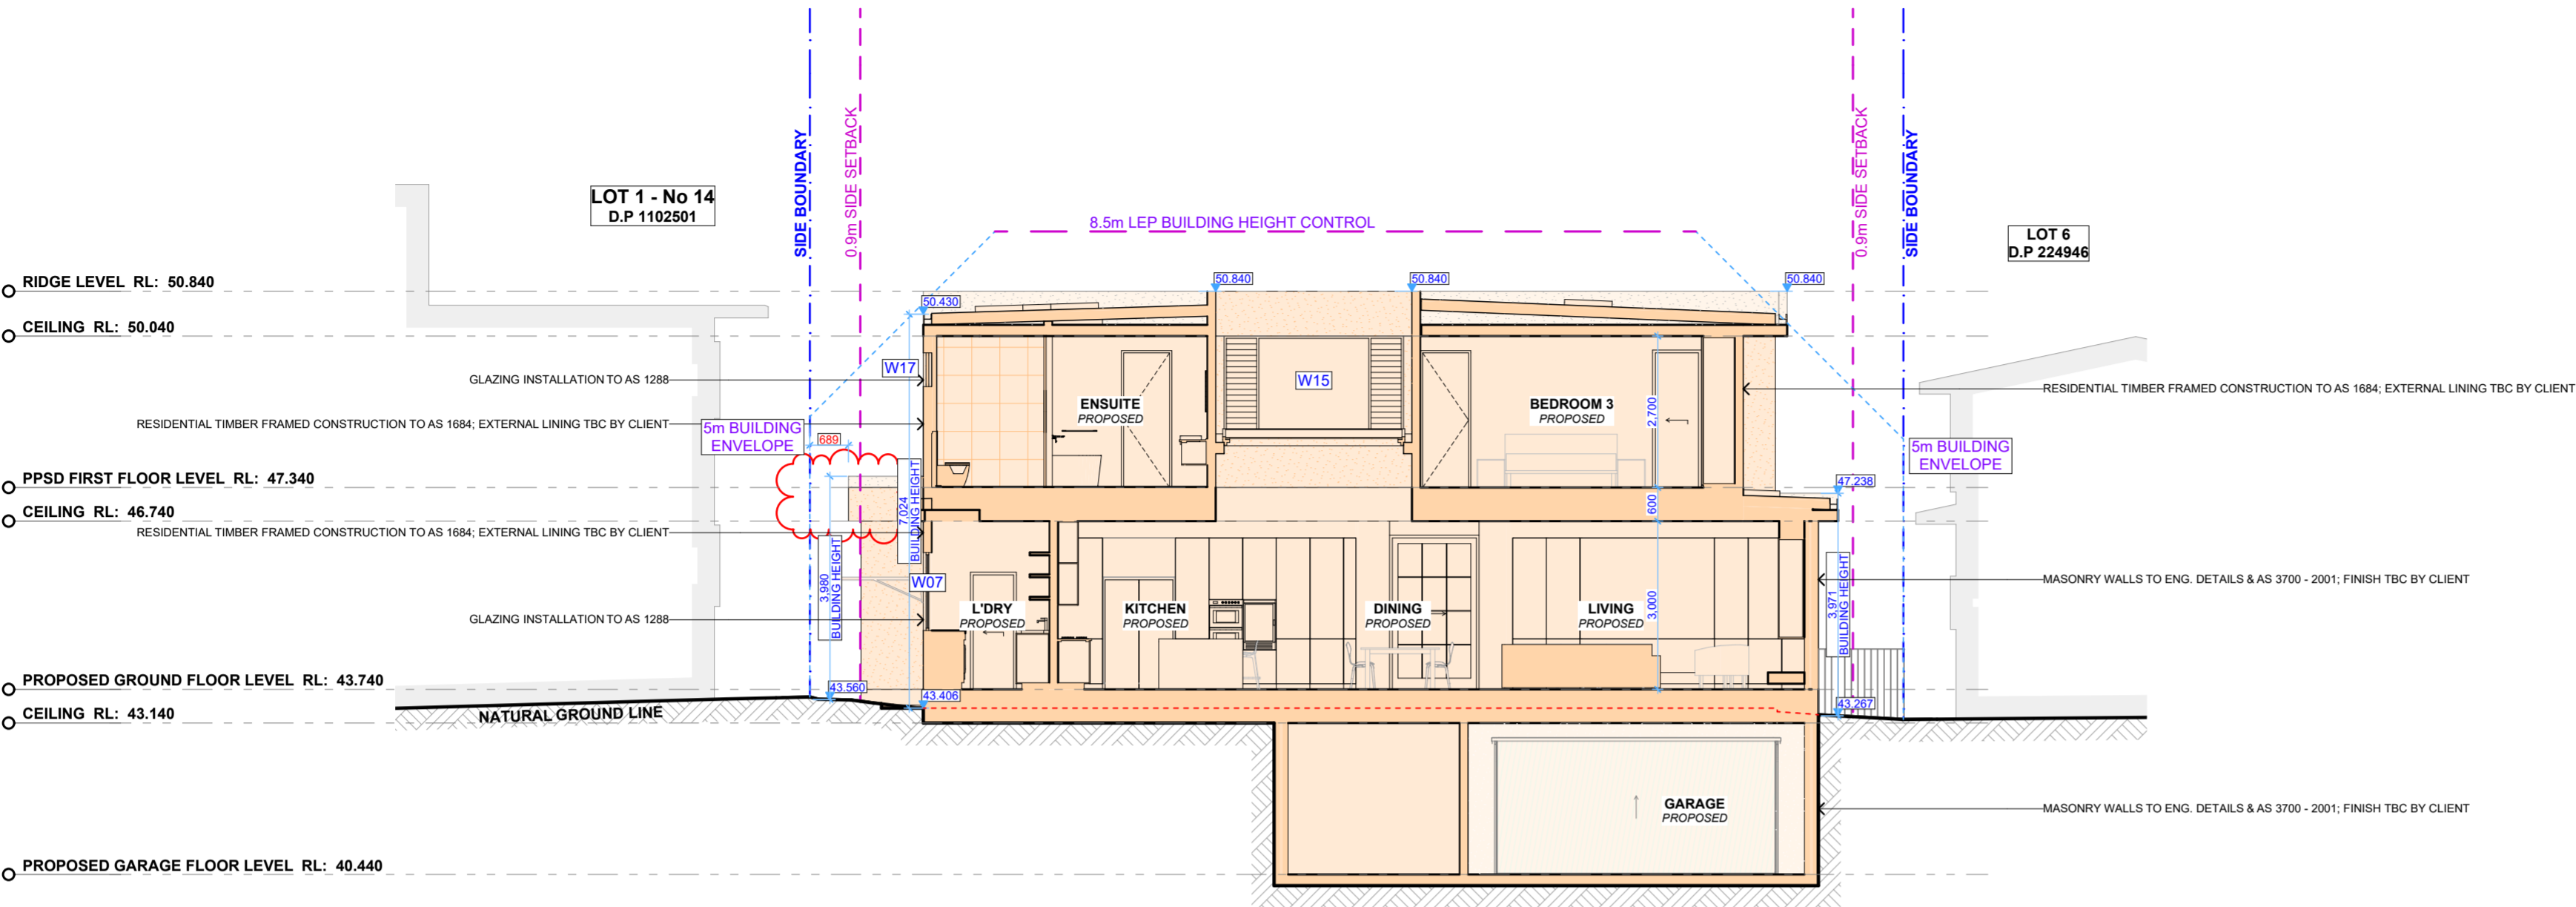 SIDE BOUNDARY
0.9m SIDE SETBACK
0.9m SIDE SETBACK
SIDE BOUNDARY
LOT 1 - No 14
D.P 1102501
8.5m LEP BUILDING HEIGHT CONTROL
LOT 6
D.P 224946
RIDGE LEVEL RL: 50.840
50.840
50.840
50.840
50.430
CEILING RL: 50.040
W17
GLAZING INSTALLATION TO AS 1288
W15
RESIDENTIAL TIMBER FRAMED CONSTRUCTION TO AS 1684; EXTERNAL LINING TBC BY CLIENT
ENSUITE
PROPOSED
BEDROOM 3
PROPOSED
2,700
RESIDENTIAL TIMBER FRAMED CONSTRUCTION TO AS 1684; EXTERNAL LINING TBC BY CLIENT
5m BUILDING
ENVELOPE
689
5m BUILDING
ENVELOPE
PPSD FIRST FLOOR LEVEL RL: 47.340
47.238
7,024
BUILDING HEIGHT
600
CEILING RL: 46.740
RESIDENTIAL TIMBER FRAMED CONSTRUCTION TO AS 1684; EXTERNAL LINING TBC BY CLIENT
W07
3,980
BUILDING HEIGHT
MASONRY WALLS TO ENG. DETAILS & AS 3700 - 2001; FINISH TBC BY CLIENT
L'DRY
PROPOSED
KITCHEN
PROPOSED
DINING
PROPOSED
LIVING
PROPOSED
3,000
3,971
BUILDING HEIGHT
GLAZING INSTALLATION TO AS 1288
PROPOSED GROUND FLOOR LEVEL RL: 43.740
43.560
43.406
43.267
CEILING RL: 43.140
NATURAL GROUND LINE
GARAGE
PROPOSED
MASONRY WALLS TO ENG. DETAILS & AS 3700 - 2001; FINISH TBC BY CLIENT
PROPOSED GARAGE FLOOR LEVEL RL: 40.440